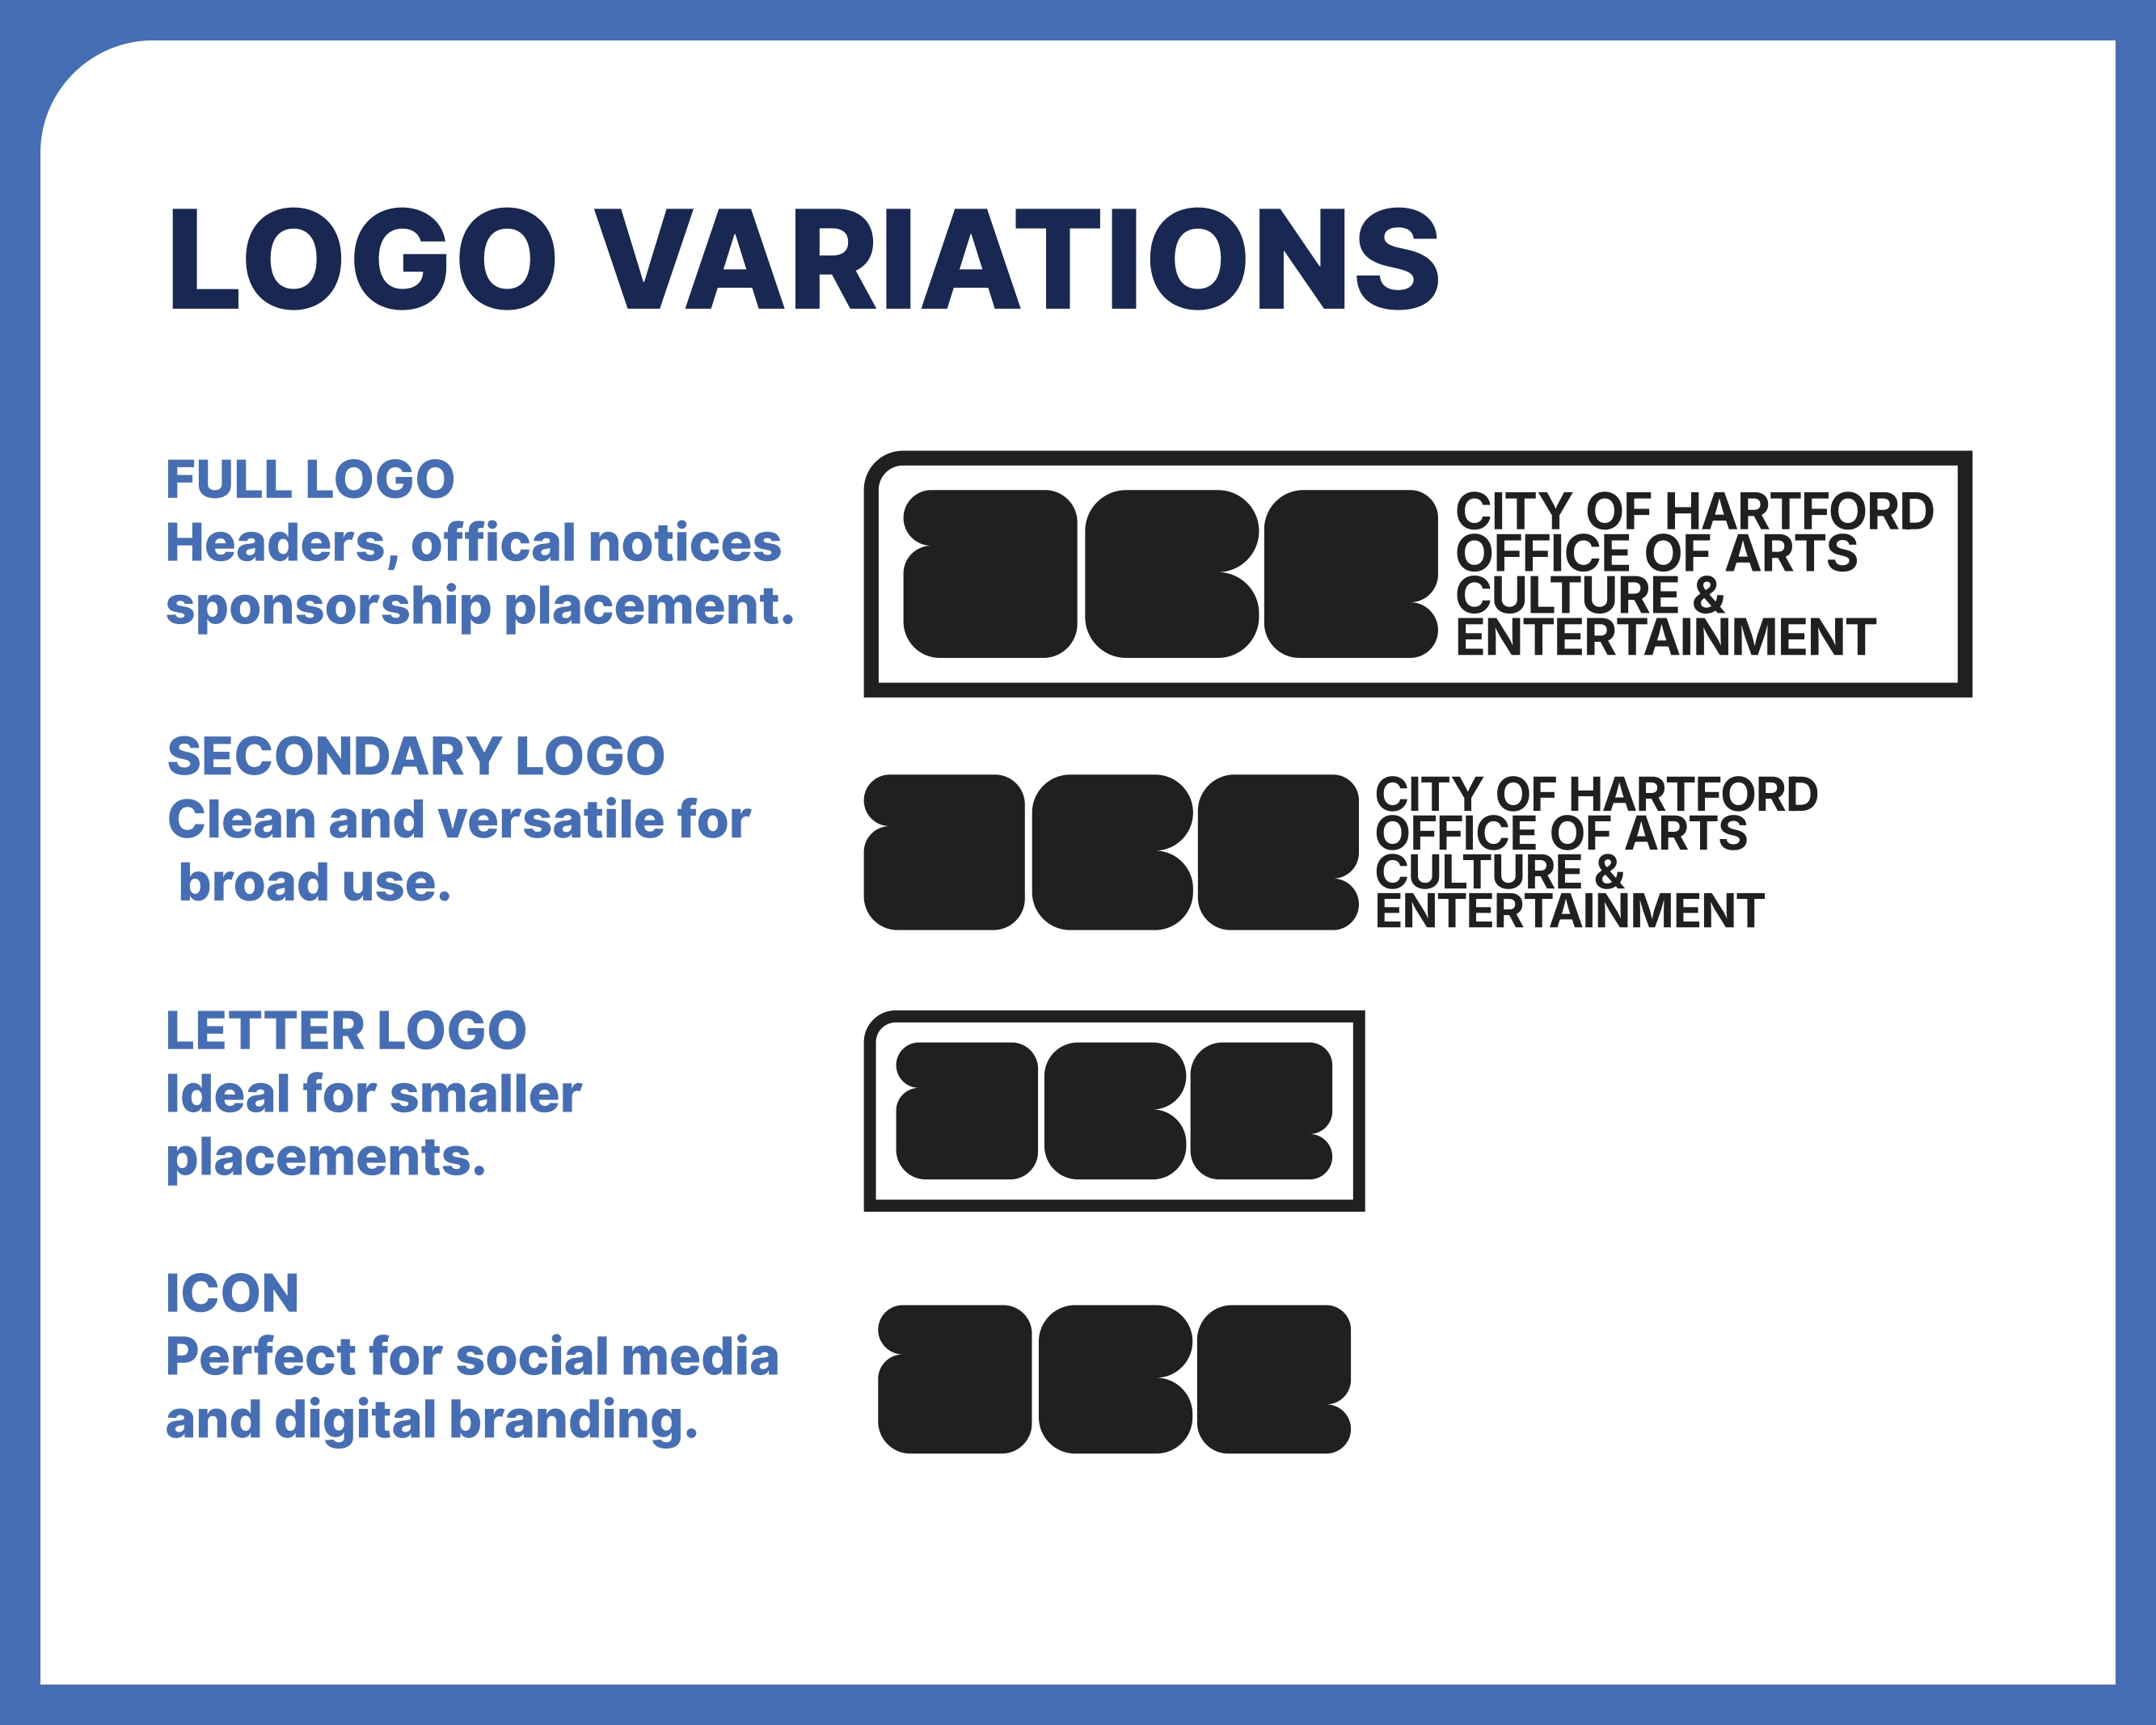 LOGO VARIATIONS
FULL LOGO
Header, official notices
sponsorship placement.
CITY OF HARTFORD
OFFICE OF ARTS
CULTURE &
ENTERTAINMENT
SECONDARY LOGO
Clean and Versatile for
broad use.
CITY OF HARTFORD
OFFICE OF ARTS
CULTURE &
ENTERTAINMENT
LETTER LOGO
Ideal for smaller
placements.
ICON
Perfect for social media
and digital branding.